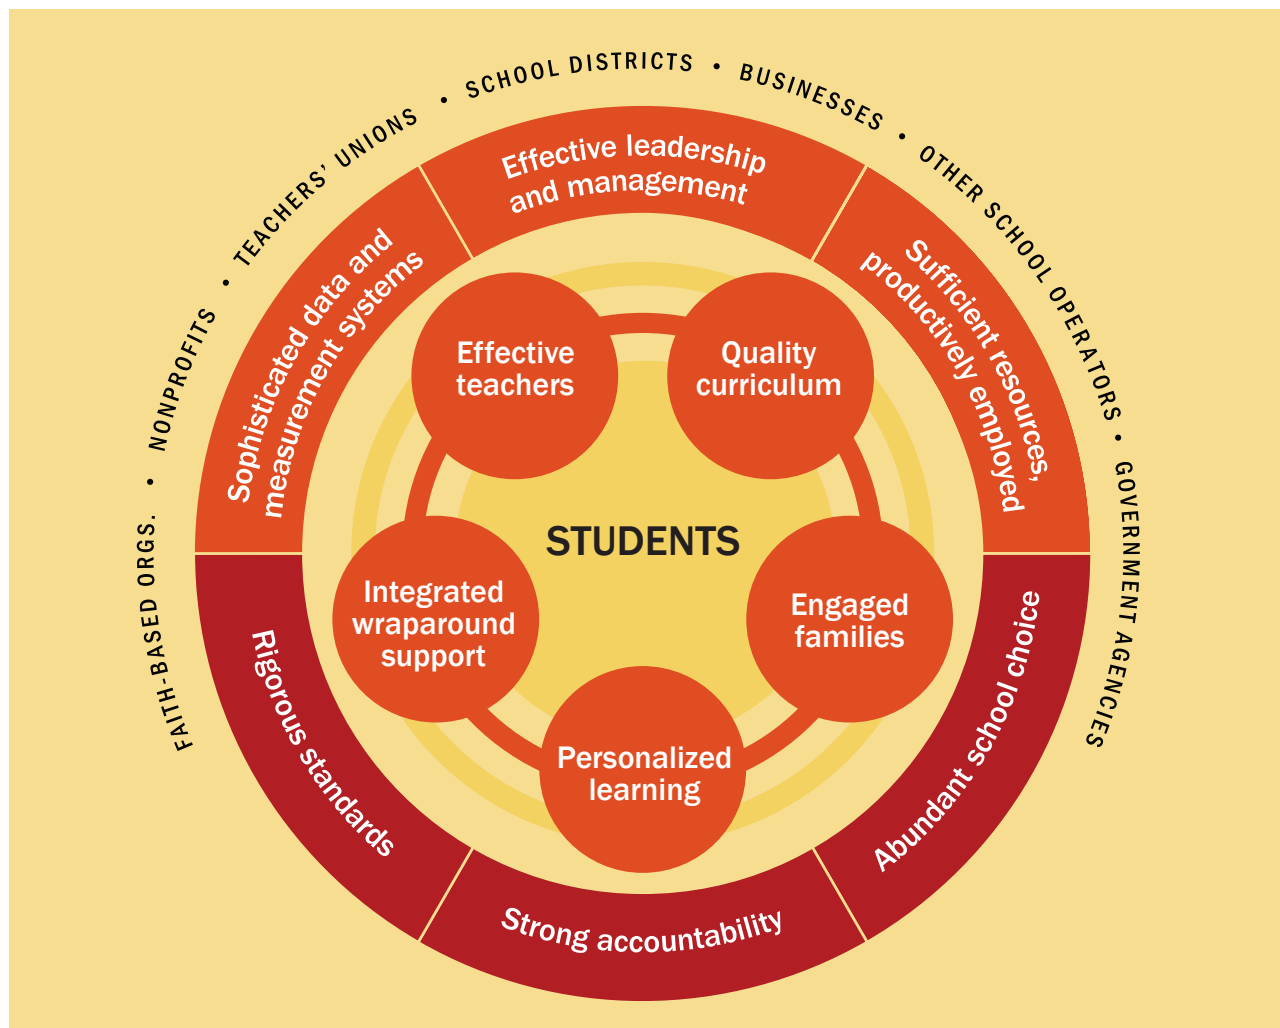 FAITH-BASED ORGS. • NONPROFITS • TEACHERS’ UNIONS • SCHOOL DISTRICTS • BUSINESSES • OTHER SCHOOL OPERATORS • GOVERNMENT AGENCIES
Effective leadership
and management
Sufficient resources,
productively employed
Abundant school choice
Strong accountability
Rigorous standards
Sophisticated data and
measurement systems
Effective
teachers
Quality
curriculum
STUDENTS
Integrated
wraparound
support
Engaged
families
Personalized
learning